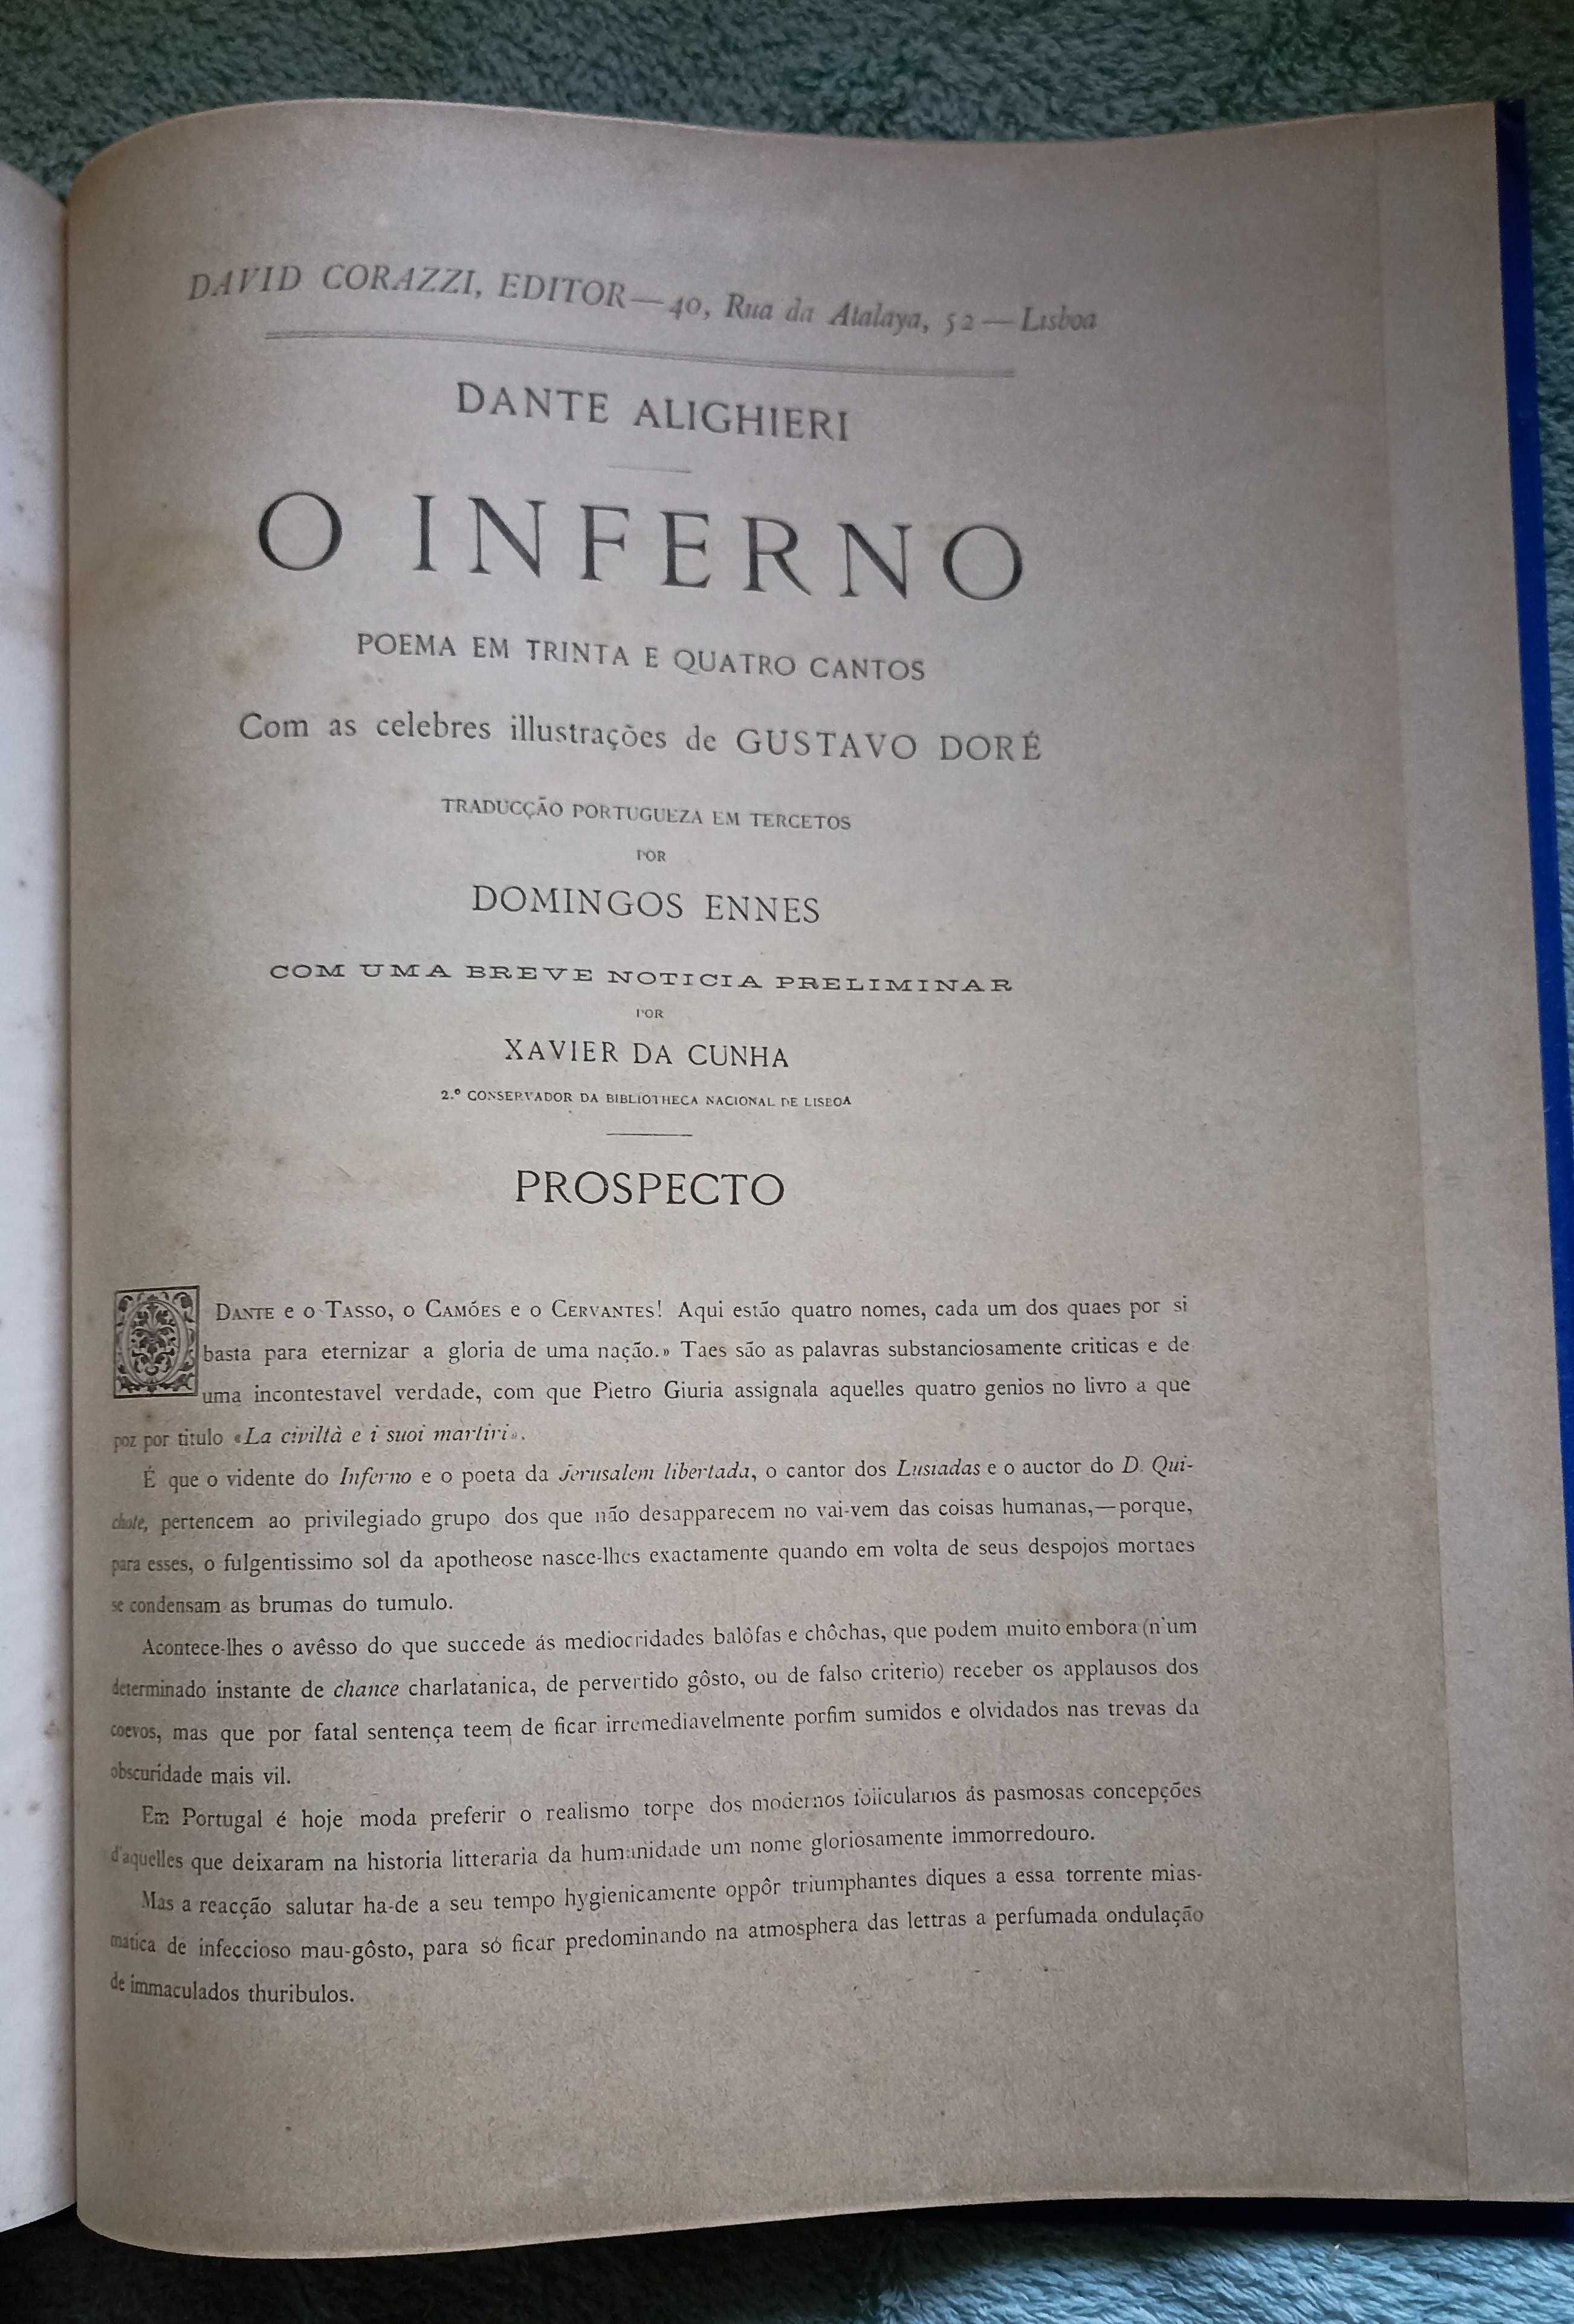 DAVID CORAZZI, EDITOR—40, Rua da Atalaya, 52—Lisboa
DANTE ALIGHIERI
O INFERNO
POEMA EM TRINTA E QUATRO CANTOS
Com as celebres illustrações de GUSTAVO DORÉ
TRADUCÇÃO PORTUGUEZA EM TERCETOS
POR
DOMINGOS ENNES
COM UMA BREVE NOTICIA PRELIMINAR
POR
XAVIER DA CUNHA
2.º CONSERVADOR DA BIBLIOTHECA NACIONAL DE LISBOA
PROSPECTO
DANTE e o TASSO, o CAMÓES e o CERVANTES! Aqui estão quatro nomes, cada um dos quaes por si
basta para eternizar a gloria de uma nação.» Taes são as palavras substanciosamente criticas e de
uma incontestavel verdade, com que Pietro Giuria assignala aquelles quatro genios no livro a que
poz por titulo «La civiltà e i suoi martiri».
É que o vidente do Inferno e o poeta da Jerusalem libertada, o cantor dos Lusiadas e o auctor do D. Qui-
chote, pertencem ao privilegiado grupo dos que não desapparecem no vai-vem das coisas humanas,—porque,
para esses, o fulgentissimo sol da apotheose nasce-lhes exactamente quando em volta de seus despojos mortaes
se condensam as brumas do tumulo.
Acontece-lhes o avêsso do que succede ás mediocridades balôfas e chôchas, que podem muito embora (n'um
determinado instante de chance charlatanica, de pervertido gôsto, ou de falso criterio) receber os applausos dos
coevos, mas que por fatal sentença teem de ficar irremediavelmente porfim sumidos e olvidados nas trevas da
obscuridade mais vil.
Em Portugal é hoje moda preferir o realismo torpe dos modernos folicularios ás pasmosas concepções
d'aquelles que deixaram na historia litteraria da humanidade um nome gloriosamente immorredouro.
Mas a reacção salutar ha-de a seu tempo hygienicamente oppôr triumphantes diques a essa torrente mias-
matica de infeccioso mau-gôsto, para só ficar predominando na atmosphera das lettras a perfumada ondulação
de immaculados thuribulos.